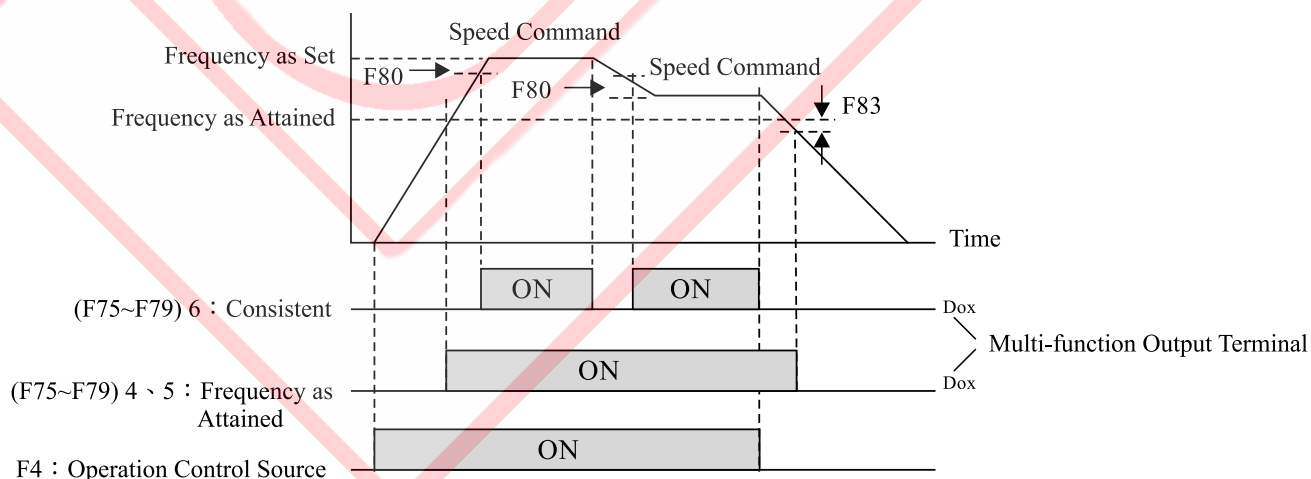 Speed Command
Frequency as Set
F80
Speed Command
F80
F83
Frequency as Attained
Time
ON
ON
(F75~F79) 6：Consistent
Dox
Multi-function Output Terminal
ON
Dox
(F75~F79) 4、5：Frequency as
Attained
ON
F4：Operation Control Source